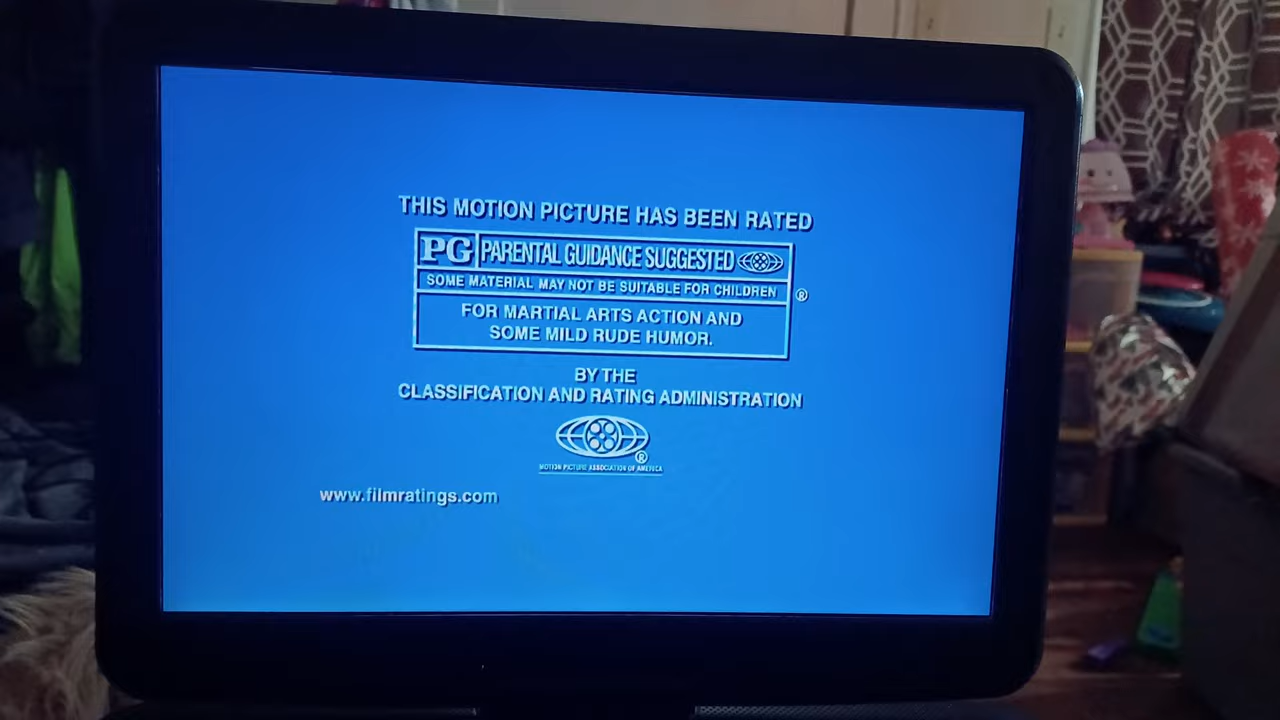 THIS MOTION PICTURE HAS BEEN RATED
PG PARENTAL GUIDANCE SUGGESTED
SOME MATERIAL MAY NOT BE SUITABLE FOR CHILDREN ®
FOR MARTIAL ARTS ACTION AND
SOME MILD RUDE HUMOR.
BY THE
CLASSIFICATION AND RATING ADMINISTRATION
®
MOTION PICTURE ASSOCIATION OF AMERICA
www.filmratings.com